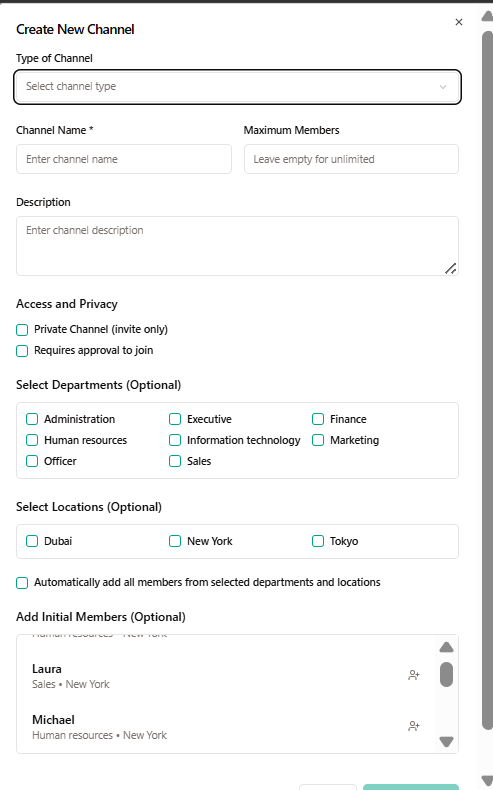 Create New Channel
Type of Channel
Select channel type
Channel Name * Maximum Members
Enter channel name Leave empty for unlimited
Description
Enter channel description
Access and Privacy
Private Channel (invite only)
Requires approval to join
Select Departments (Optional)
Administration Executive Finance
Human resources Information technology Marketing
Officer Sales
Select Locations (Optional)
Dubai New York Tokyo
Automatically add all members from selected departments and locations
Add Initial Members (Optional)
Human resources • New York
Laura
Sales • New York
Michael
Human resources • New York